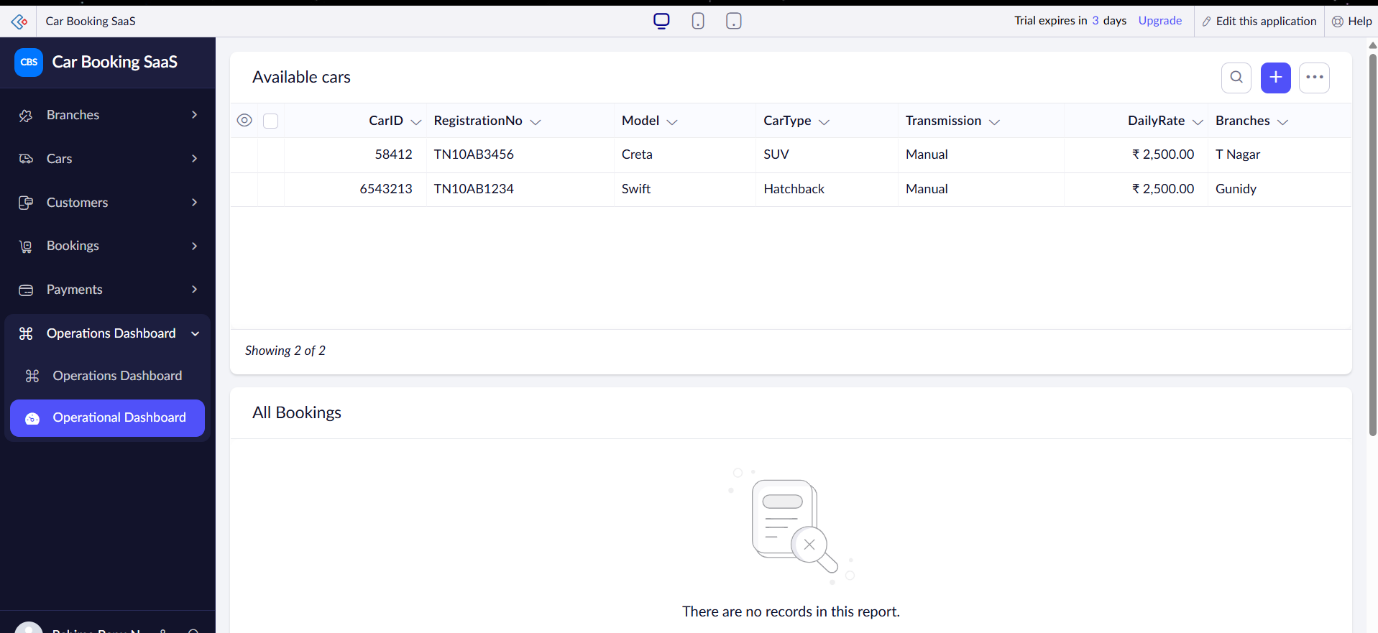 Car Booking SaaS
Trial expires in 3 days Upgrade Edit this application Help
CBS Car Booking SaaS
Branches
Cars
Customers
Bookings
Payments
Operations Dashboard
Operations Dashboard
Operational Dashboard
Available cars
CarID RegistrationNo Model CarType Transmission DailyRate Branches
58412 TN10AB3456 Creta SUV Manual ₹ 2,500.00 T Nagar
6543213 TN10AB1234 Swift Hatchback Manual ₹ 2,500.00 Gunidy
Showing 2 of 2
All Bookings
There are no records in this report.